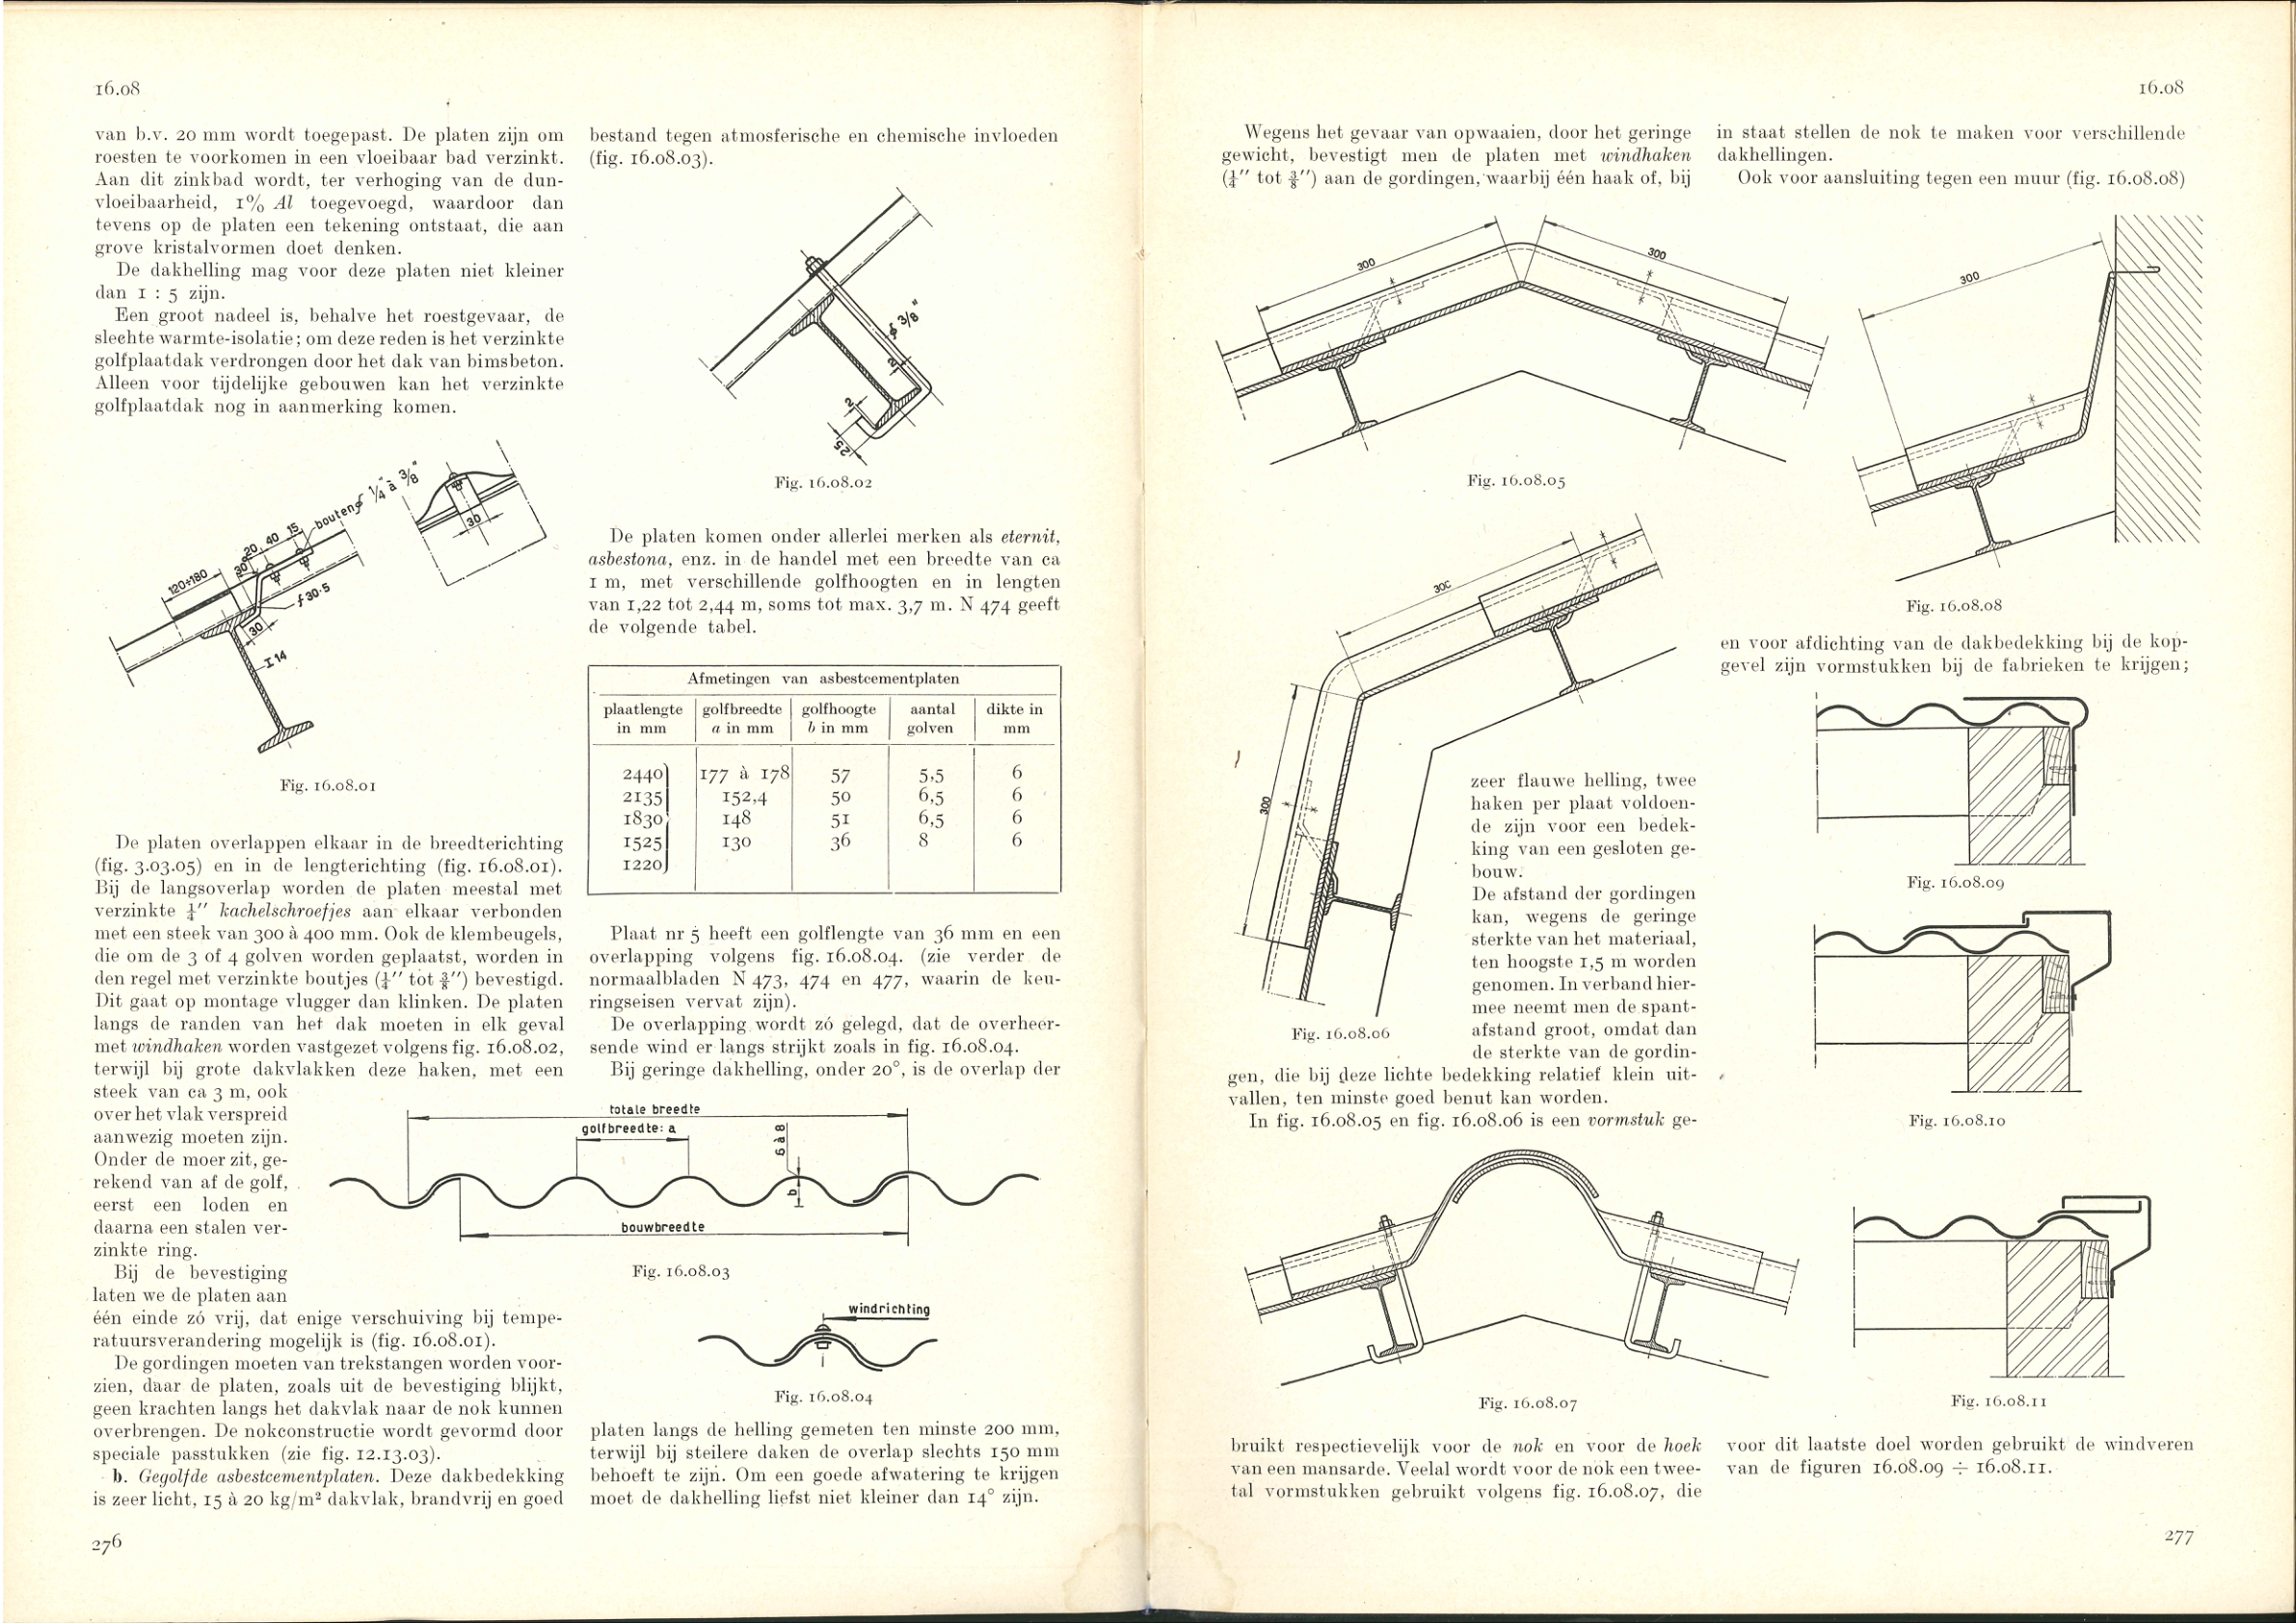 16.08
van b.v. 20 mm wordt toegepast. De platen zijn om
roesten te voorkomen in een vloeibaar bad verzinkt.
Aan dit zinkbad wordt, ter verhoging van de dun-
vloeibaarheid, 1% Al toegevoegd, waardoor dan
tevens op de platen een tekening ontstaat, die aan
grove kristalvormen doet denken.
De dakhelling mag voor deze platen niet kleiner
dan 1 : 5 zijn.
Een groot nadeel is, behalve het roestgevaar, de
slechte warmte-isolatie; om deze reden is het verzinkte
golfplaatdak verdrongen door het dak van bimsbeton.
Alleen voor tijdelijke gebouwen kan het verzinkte
golfplaatdak nog in aanmerking komen.
120÷180
30°
20
40
15
bouten ϕ 1/4" à 3/8"
30·5
30
I 14
30
Fig. 16.08.01
De platen overlappen elkaar in de breedterichting
(fig. 3.03.05) en in de lengterichting (fig. 16.08.01).
Bij de langsoverlap worden de platen meestal met
verzinkte ¼″ kachelschroefjes aan elkaar verbonden
met een steek van 300 à 400 mm. Ook de klembeugels,
die om de 3 of 4 golven worden geplaatst, worden in
den regel met verzinkte boutjes (¼″ tot ⅜″) bevestigd.
Dit gaat op montage vlugger dan klinken. De platen
langs de randen van het dak moeten in elk geval
met windhaken worden vastgezet volgens fig. 16.08.02,
terwijl bij grote dakvlakken deze haken, met een
steek van ca 3 m, ook
over het vlak verspreid
aanwezig moeten zijn.
Onder de moer zit, ge-
rekend van af de golf,
eerst een loden en
daarna een stalen ver-
zinkte ring.
Bij de bevestiging
laten we de platen aan
één einde zó vrij, dat enige verschuiving bij tempe-
ratuursverandering mogelijk is (fig. 16.08.01).
De gordingen moeten van trekstangen worden voor-
zien, daar de platen, zoals uit de bevestiging blijkt,
geen krachten langs het dakvlak naar de nok kunnen
overbrengen. De nokconstructie wordt gevormd door
speciale passtukken (zie fig. 12.13.03).
b. Gegolfde asbestcementplaten. Deze dakbedekking
is zeer licht, 15 à 20 kg/m² dakvlak, brandvrij en goed
276
bestand tegen atmosferische en chemische invloeden
(fig. 16.08.03).
ϕ 3/8"
2
2
25
Fig. 16.08.02
De platen komen onder allerlei merken als eternit,
asbestona, enz. in de handel met een breedte van ca
1 m, met verschillende golfhoogten en in lengten
van 1,22 tot 2,44 m, soms tot max. 3,7 m. N 474 geeft
de volgende tabel.
Afmetingen van asbestcementplaten
plaatlengte in mm | golfbreedte a in mm | golfhoogte b in mm | aantal golven | dikte in mm
2440 | 177 à 178 | 57 | 5,5 | 6
2135 | 152,4 | 50 | 6,5 | 6
1830 | 148 | 51 | 6,5 | 6
1525 | 130 | 36 | 8 | 6
1220
Plaat nr 5 heeft een golflengte van 36 mm en een
overlapping volgens fig. 16.08.04. (zie verder de
normaalbladen N 473, 474 en 477, waarin de keu-
ringseisen vervat zijn).
De overlapping wordt zó gelegd, dat de overheer-
sende wind er langs strijkt zoals in fig. 16.08.04.
Bij geringe dakhelling, onder 20°, is de overlap der
totale breedte
golfbreedte: a
6 à 8
b
bouwbreedte
Fig. 16.08.03
windrichting
Fig. 16.08.04
platen langs de helling gemeten ten minste 200 mm,
terwijl bij steilere daken de overlap slechts 150 mm
behoeft te zijn. Om een goede afwatering te krijgen
moet de dakhelling liefst niet kleiner dan 14° zijn.
16.08
Wegens het gevaar van opwaaien, door het geringe
gewicht, bevestigt men de platen met windhaken
(¼″ tot ⅜″) aan de gordingen, waarbij één haak of, bij
300
300
Fig. 16.08.05
300
300
Fig. 16.08.06
zeer flauwe helling, twee
haken per plaat voldoen-
de zijn voor een bedek-
king van een gesloten ge-
bouw.
De afstand der gordingen
kan, wegens de geringe
sterkte van het materiaal,
ten hoogste 1,5 m worden
genomen. In verband hier-
mee neemt men de spant-
afstand groot, omdat dan
de sterkte van de gordin-
gen, die bij deze lichte bedekking relatief klein uit-
vallen, ten minste goed benut kan worden.
In fig. 16.08.05 en fig. 16.08.06 is een vormstuk ge-
Fig. 16.08.07
bruikt respectievelijk voor de nok en voor de hoek
van een mansarde. Veelal wordt voor de nok een twee-
tal vormstukken gebruikt volgens fig. 16.08.07, die
in staat stellen de nok te maken voor verschillende
dakhellingen.
Ook voor aansluiting tegen een muur (fig. 16.08.08)
300
Fig. 16.08.08
en voor afdichting van de dakbedekking bij de kop-
gevel zijn vormstukken bij de fabrieken te krijgen;
Fig. 16.08.09
Fig. 16.08.10
Fig. 16.08.11
voor dit laatste doel worden gebruikt de windveren
van de figuren 16.08.09 ÷ 16.08.11.
277